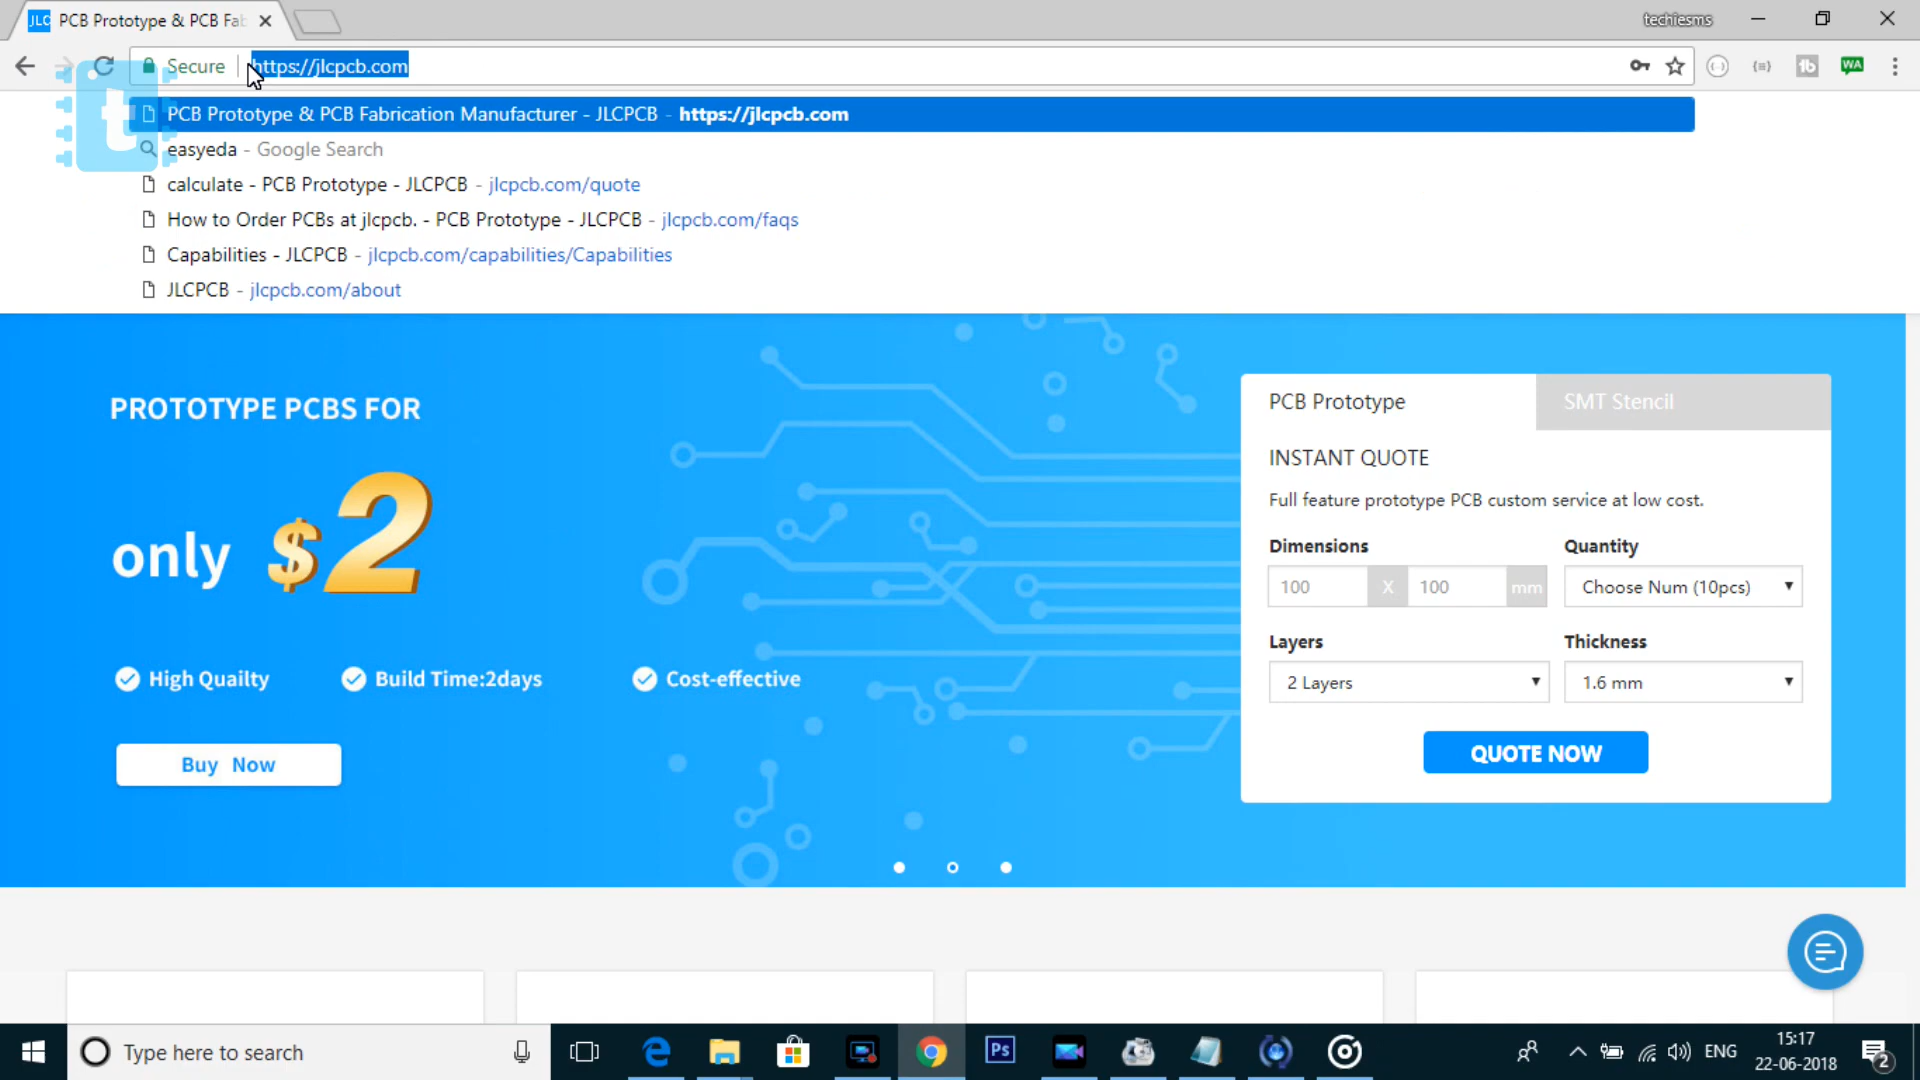 JLC PCB Prototype & PCB Fab
techiesms
Secure https://jlcpcb.com
WA
t
PCB Prototype & PCB Fabrication Manufacturer - JLCPCB - https://jlcpcb.com
easyeda - Google Search
calculate - PCB Prototype - JLCPCB - jlcpcb.com/quote
How to Order PCBs at jlcpcb. - PCB Prototype - JLCPCB - jlcpcb.com/faqs
Capabilities - JLCPCB - jlcpcb.com/capabilities/Capabilities
JLCPCB - jlcpcb.com/about
PROTOTYPE PCBS FOR
only $2
High Quailty
Build Time:2days
Cost-effective
Buy Now
PCB Prototype
SMT Stencil
INSTANT QUOTE
Full feature prototype PCB custom service at low cost.
Dimensions
Quantity
100 X 100 mm
Choose Num (10pcs)
Layers
Thickness
2 Layers
1.6 mm
QUOTE NOW
Type here to search
Ps
ENG
15:17
22-06-2018
2